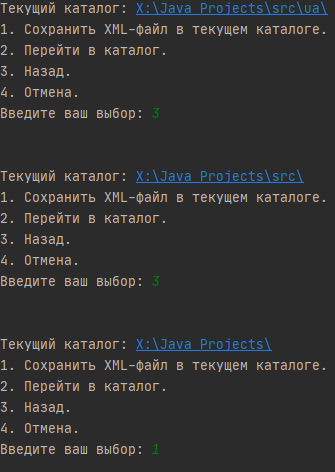 Текущий каталог: X:\Java Projects\src\ua\
1. Сохранить XML-файл в текущем каталоге.
2. Перейти в каталог.
3. Назад.
4. Отмена.
Введите ваш выбор: 3
Текущий каталог: X:\Java Projects\src\
1. Сохранить XML-файл в текущем каталоге.
2. Перейти в каталог.
3. Назад.
4. Отмена.
Введите ваш выбор: 3
Текущий каталог: X:\Java Projects\
1. Сохранить XML-файл в текущем каталоге.
2. Перейти в каталог.
3. Назад.
4. Отмена.
Введите ваш выбор: 1